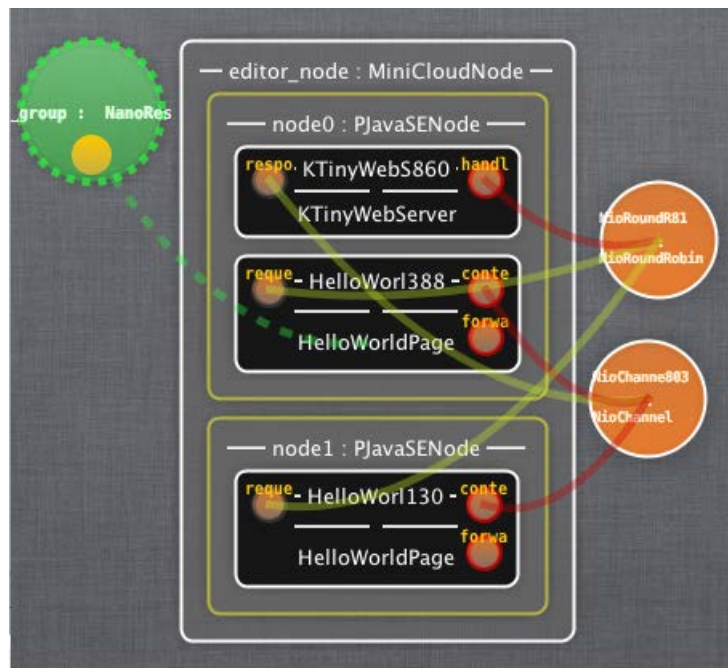 editor_node : MiniCloudNode
_group : NanoRes
node0 : PJavaSENode
respo
KTinyWebS860
handl
KTinyWebServer
NioRoundR81
:
NioRoundRobin
reque
HelloWorl388
conte
forwa
HelloWorldPage
NioChanne803
:
NioChannel
node1 : PJavaSENode
reque
HelloWorl130
conte
forwa
HelloWorldPage